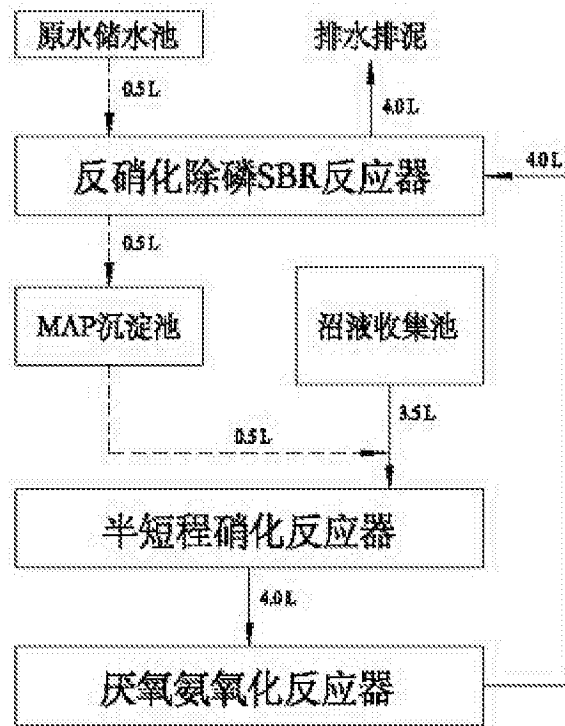 原水储水池
排水排泥
0.5L
4.0L
反硝化除磷SBR反应器
4.0L
0.5L
MAP沉淀池
沼液收集池
3.5L
0.5L
半短程硝化反应器
4.0L
厌氧氨氧化反应器